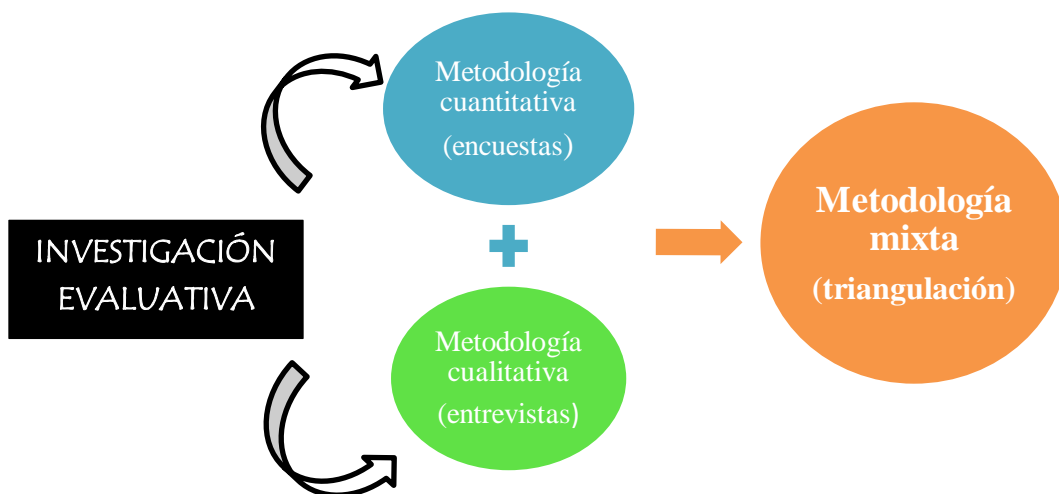 INVESTIGACIÓN
EVALUATIVA
Metodología
cuantitativa
(encuestas)
+
Metodología
cualitativa
(entrevistas)
Metodología
mixta
(triangulación)